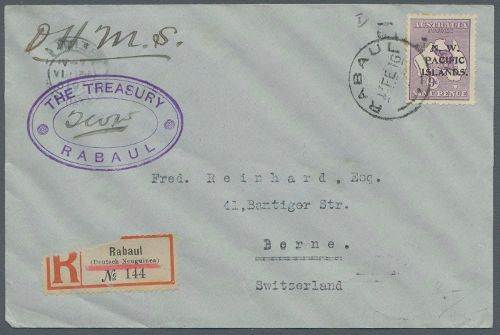 O H M S.
AUSTRALIA
N. W.
PACIFIC
ISLANDS.
PENCE
RABAUL
THE TREASURY
RABAUL
Fred. Reinhard, Esq.
41, Bantiger Str.
Berne.
Switzerland
R
Rabaul
(Deutsch-Neuguinea)
№ 144